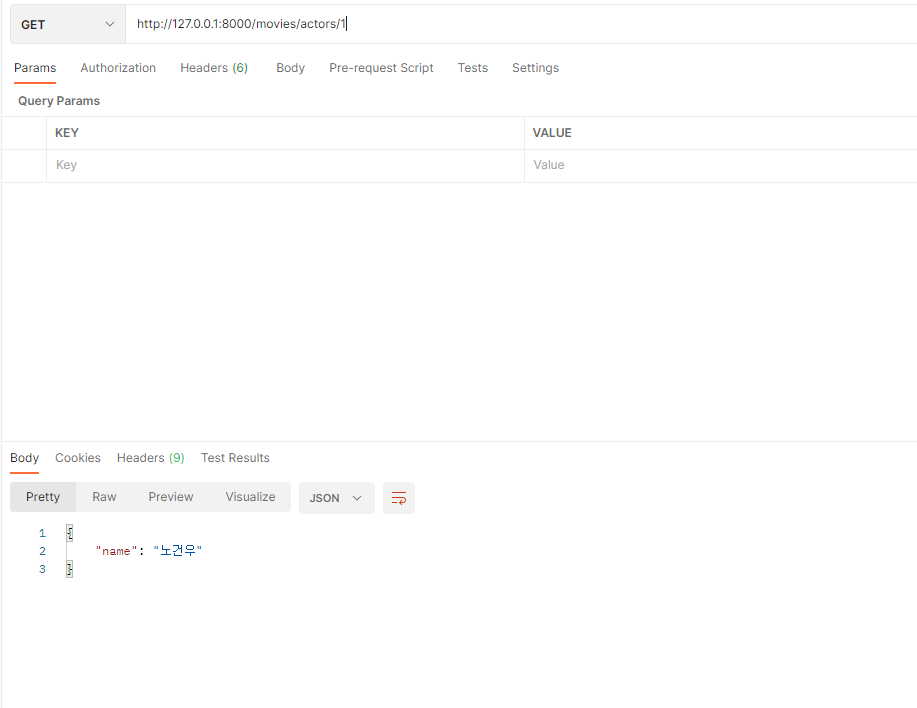 GET http://127.0.0.1:8000/movies/actors/1
Params Authorization Headers (6) Body Pre-request Script Tests Settings
Query Params
KEY VALUE
Key Value
Body Cookies Headers (9) Test Results
Pretty Raw Preview Visualize JSON
1 {
2 "name": "노건우"
3 }